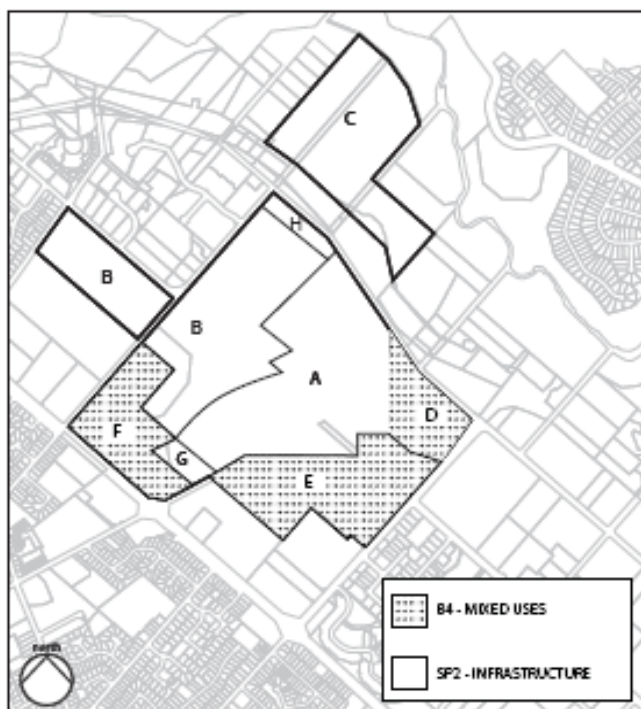 C
H
B
B
A
D
F
G
E
B4 - MIXED USES
north
SP2 - INFRASTRUCTURE